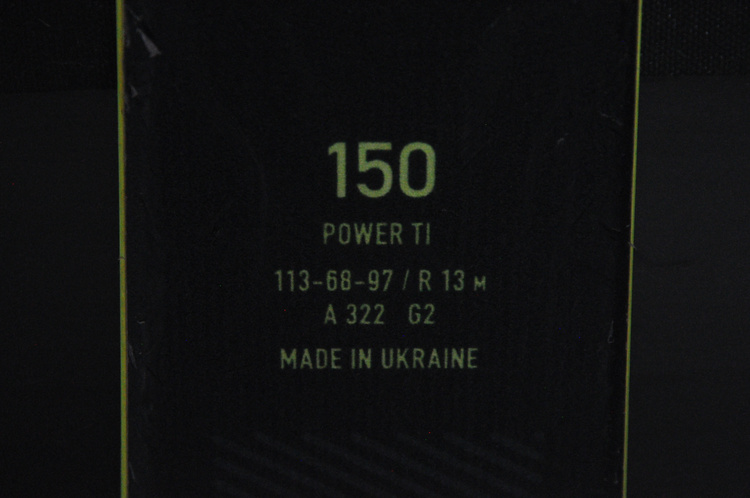 150
POWER TI
113-68-97 / R 13 M
A 322 G2
MADE IN UKRAINE